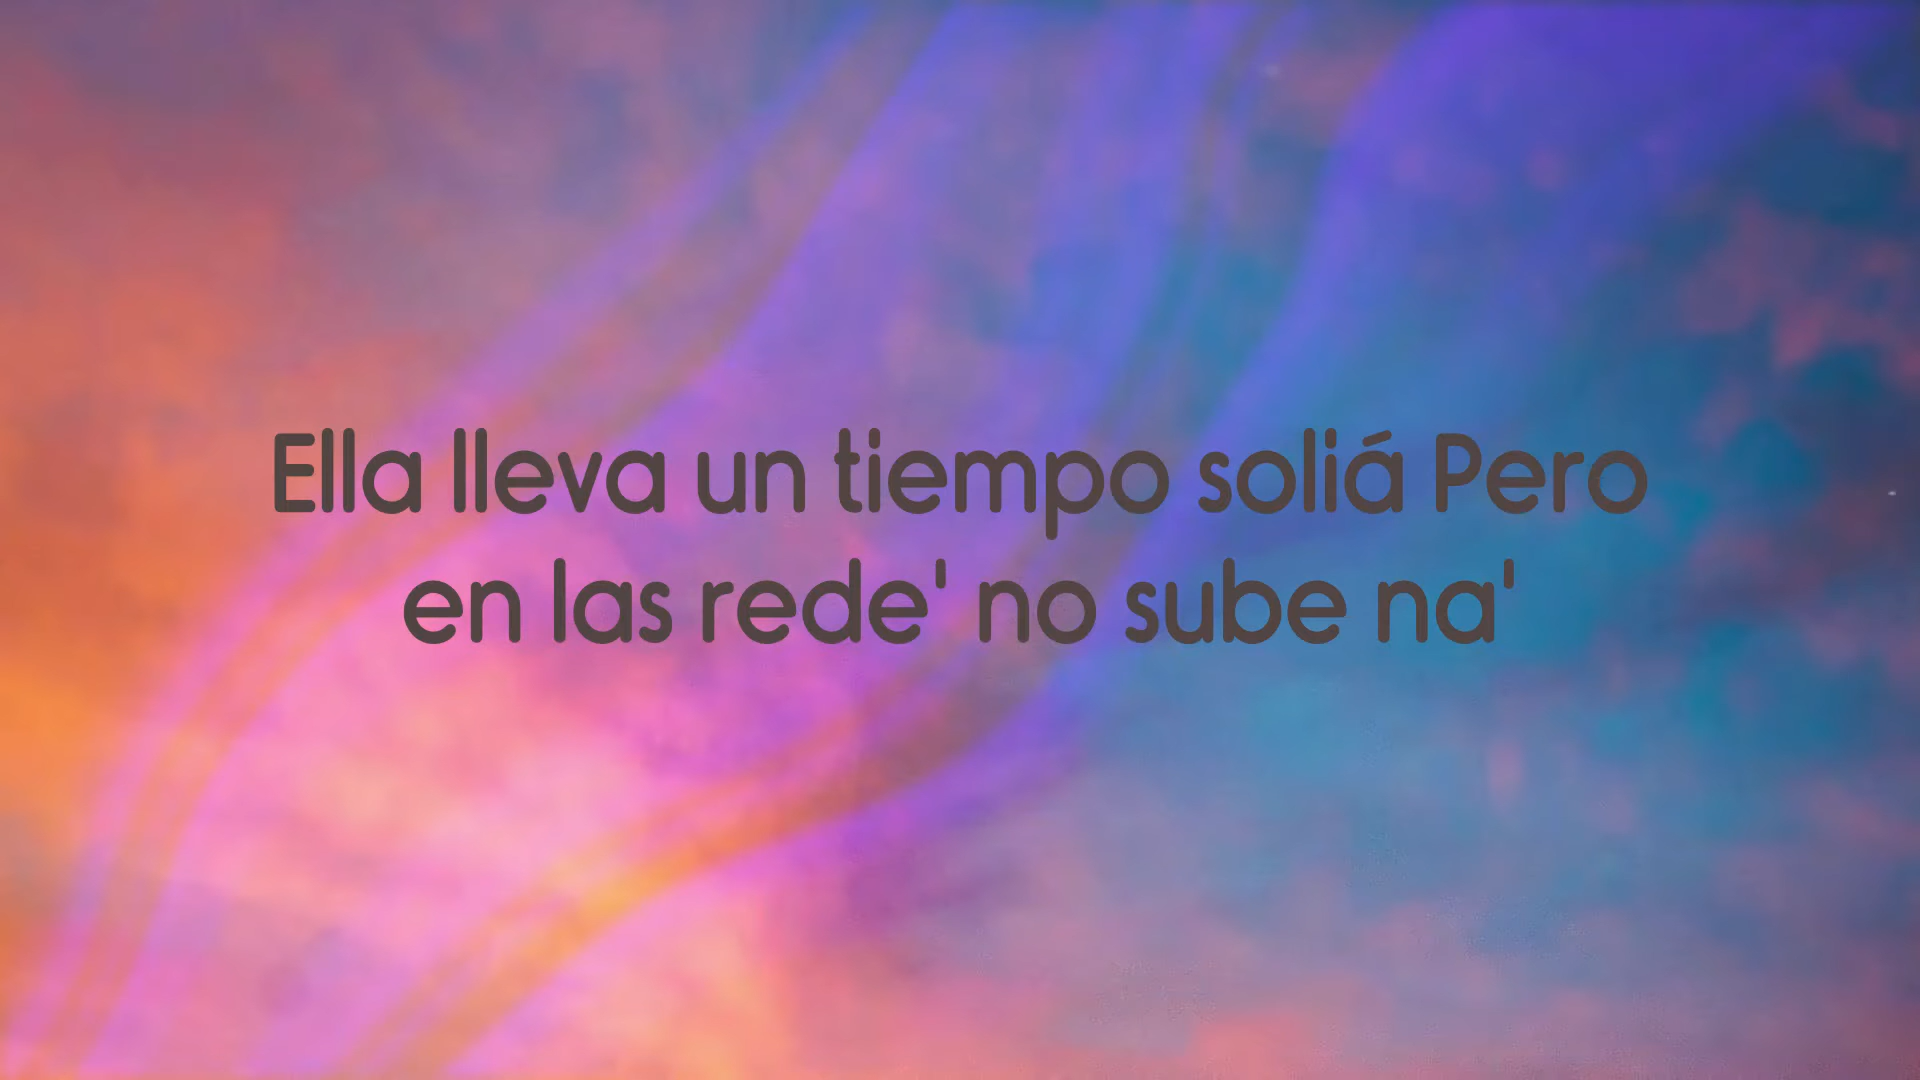 Ella lleva un tiempo soliá Pero
en las rede' no sube na'